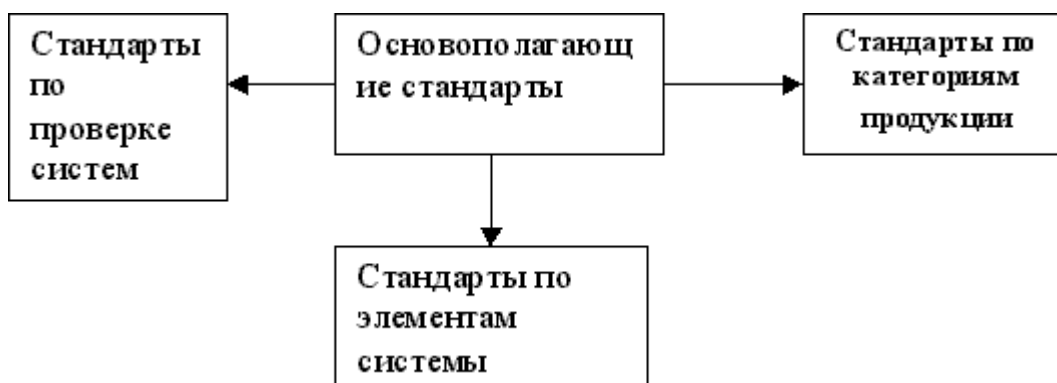 Стандарты
по
проверке
систем
Основополагающ
ие стандарты
Стандарты по
категориям
продукции
Стандарты по
элементам
системы